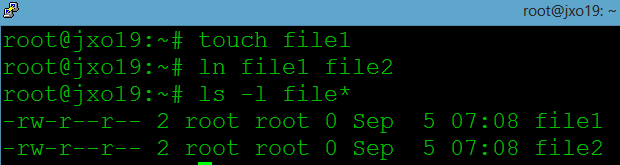 root@jxo19: ~
root@jxo19:~# touch file1
root@jxo19:~# ln file1 file2
root@jxo19:~# ls -l file*
-rw-r--r-- 2 root root 0 Sep  5 07:08 file1
-rw-r--r-- 2 root root 0 Sep  5 07:08 file2